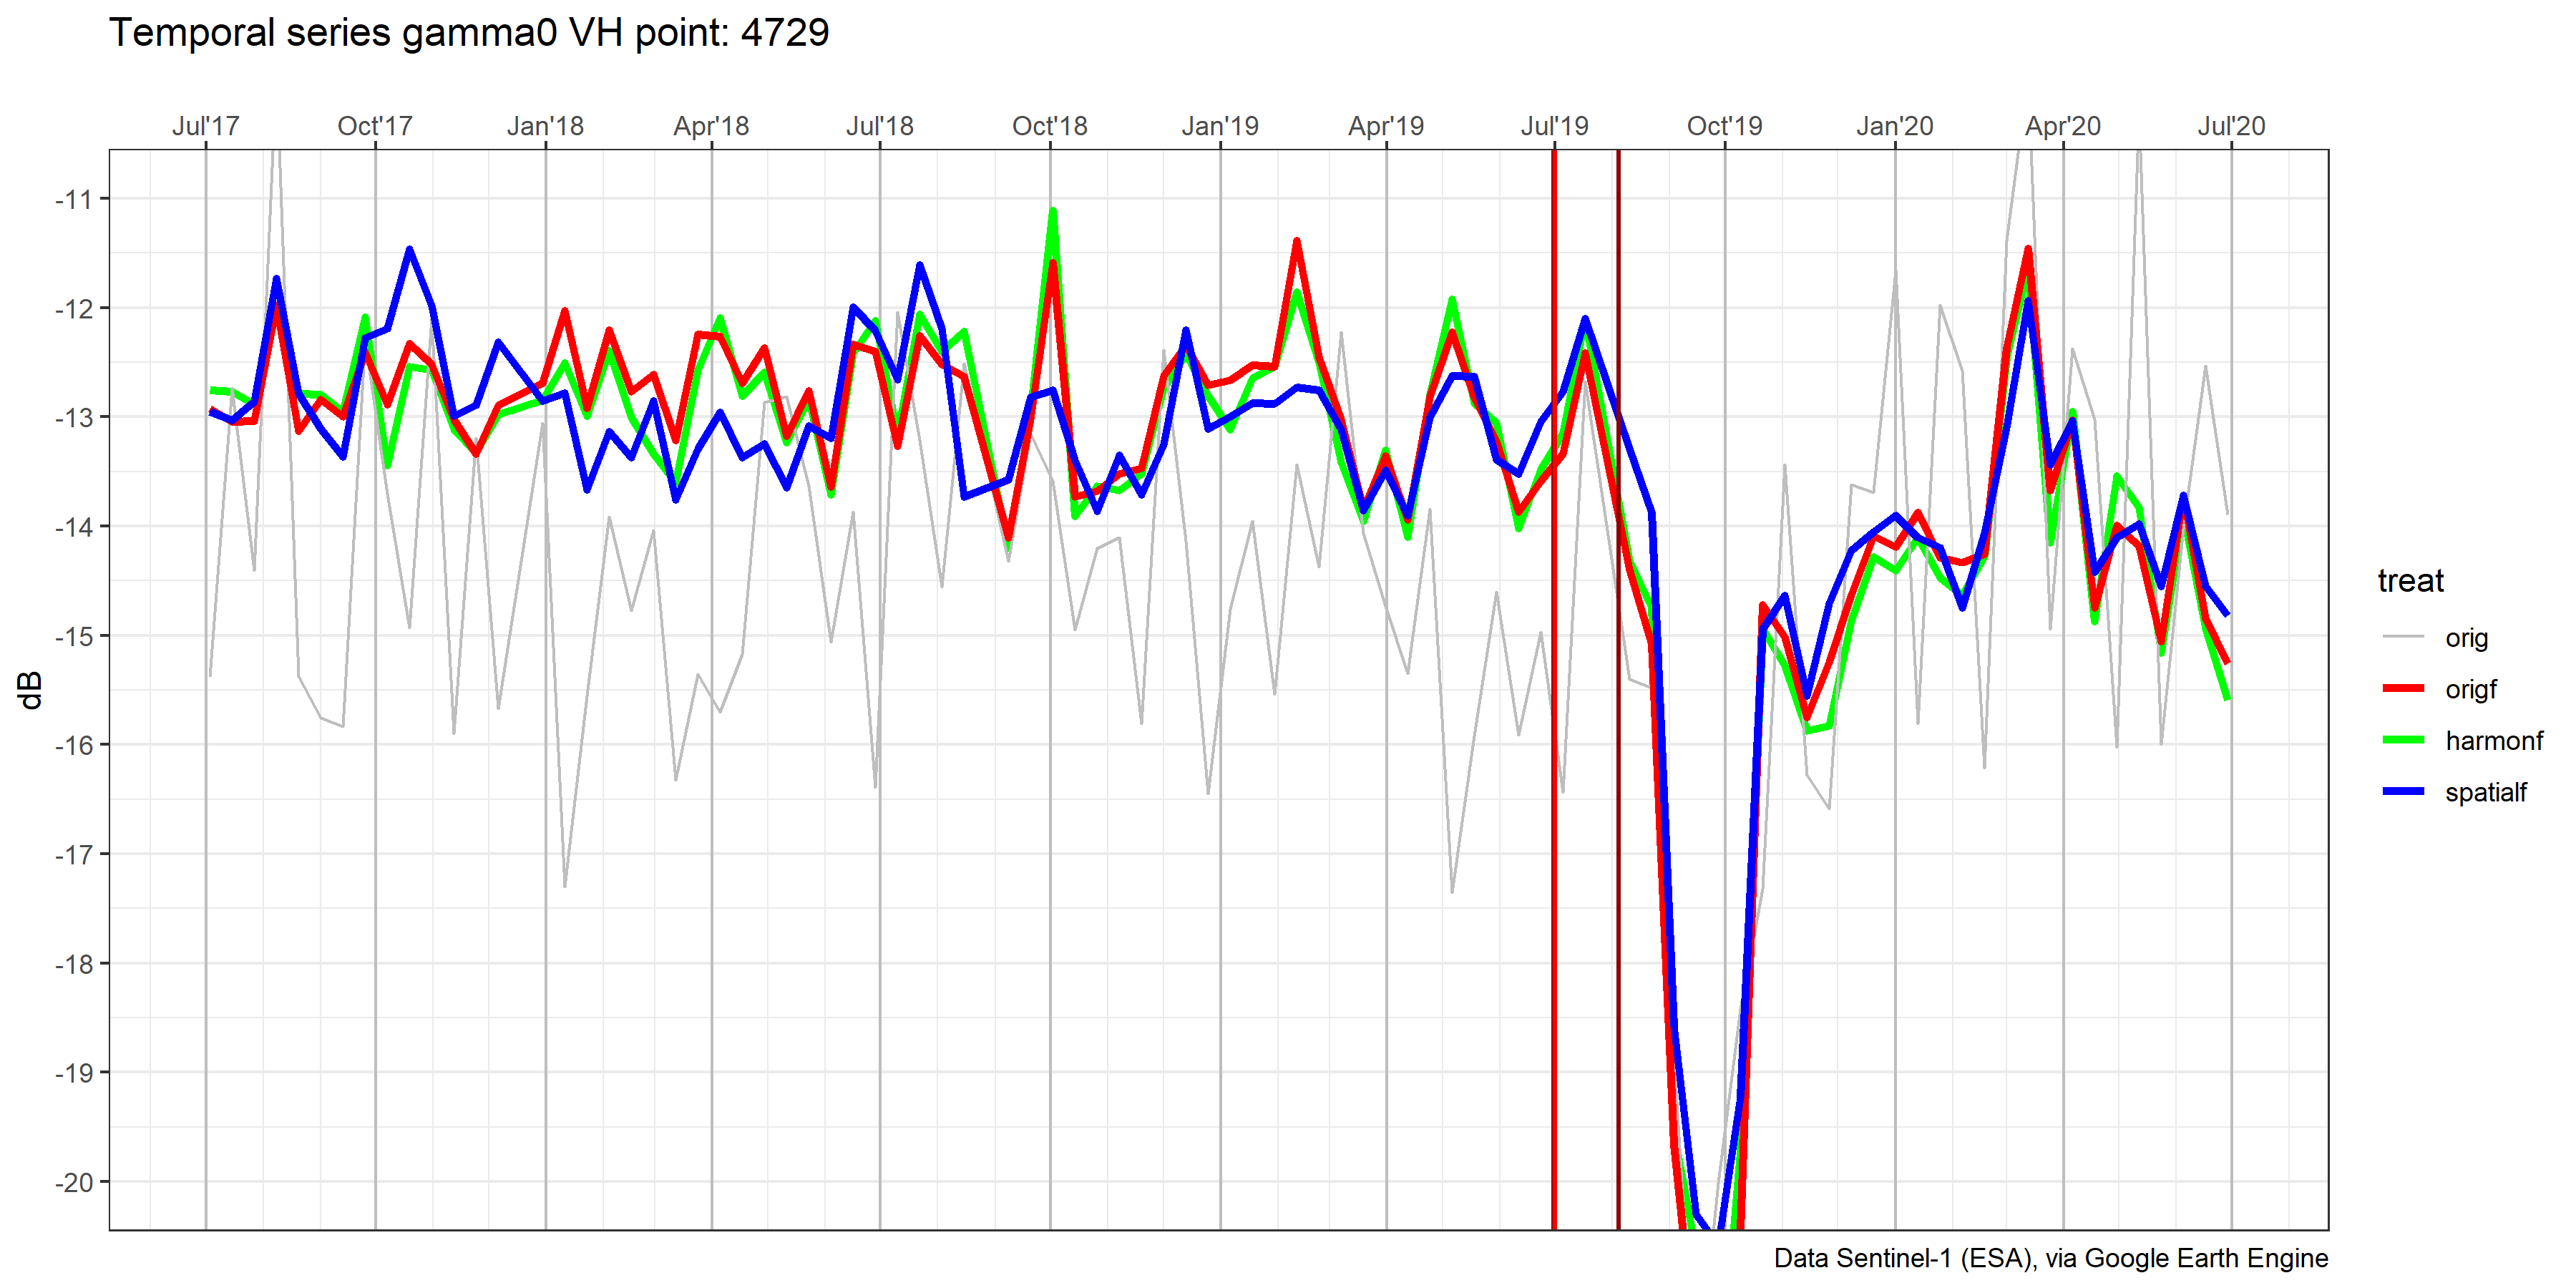 Temporal series gamma0 VH point: 4729
Jul'17 Oct'17 Jan'18 Apr'18 Jul'18 Oct'18 Jan'19 Apr'19 Jul'19 Oct'19 Jan'20 Apr'20 Jul'20
-11
-12
-13
-14
-15
-16
-17
-18
-19
-20
dB
treat
orig
origf
harmonf
spatialf
Data Sentinel-1 (ESA), via Google Earth Engine